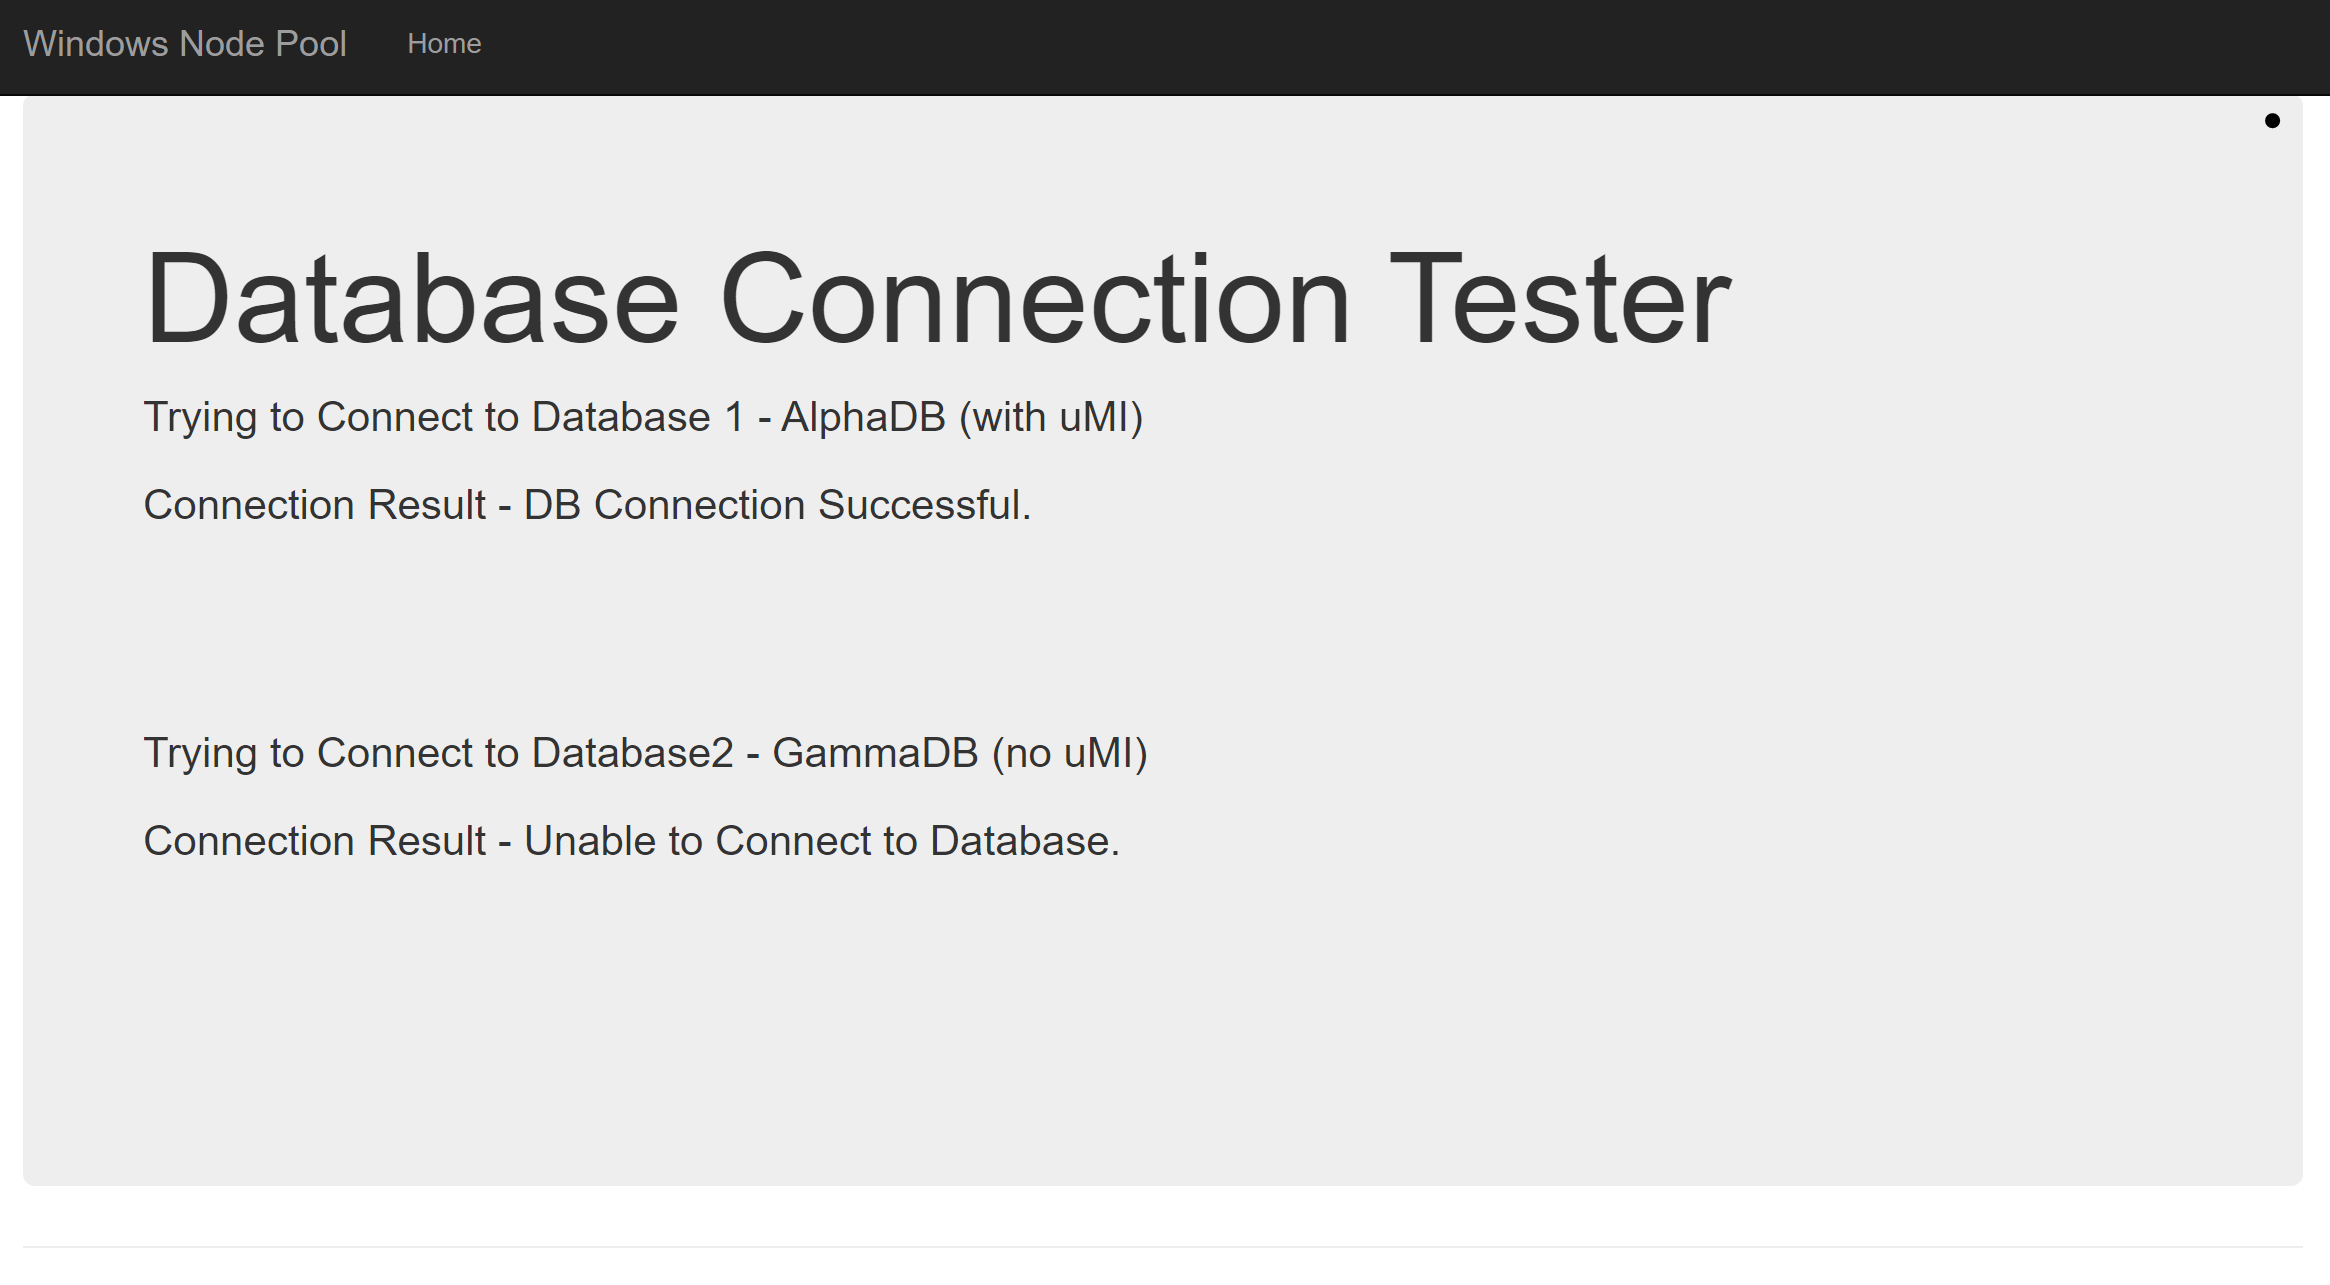 Windows Node Pool Home
Database Connection Tester
Trying to Connect to Database 1 - AlphaDB (with uMI)
Connection Result - DB Connection Successful.
Trying to Connect to Database2 - GammaDB (no uMI)
Connection Result - Unable to Connect to Database.